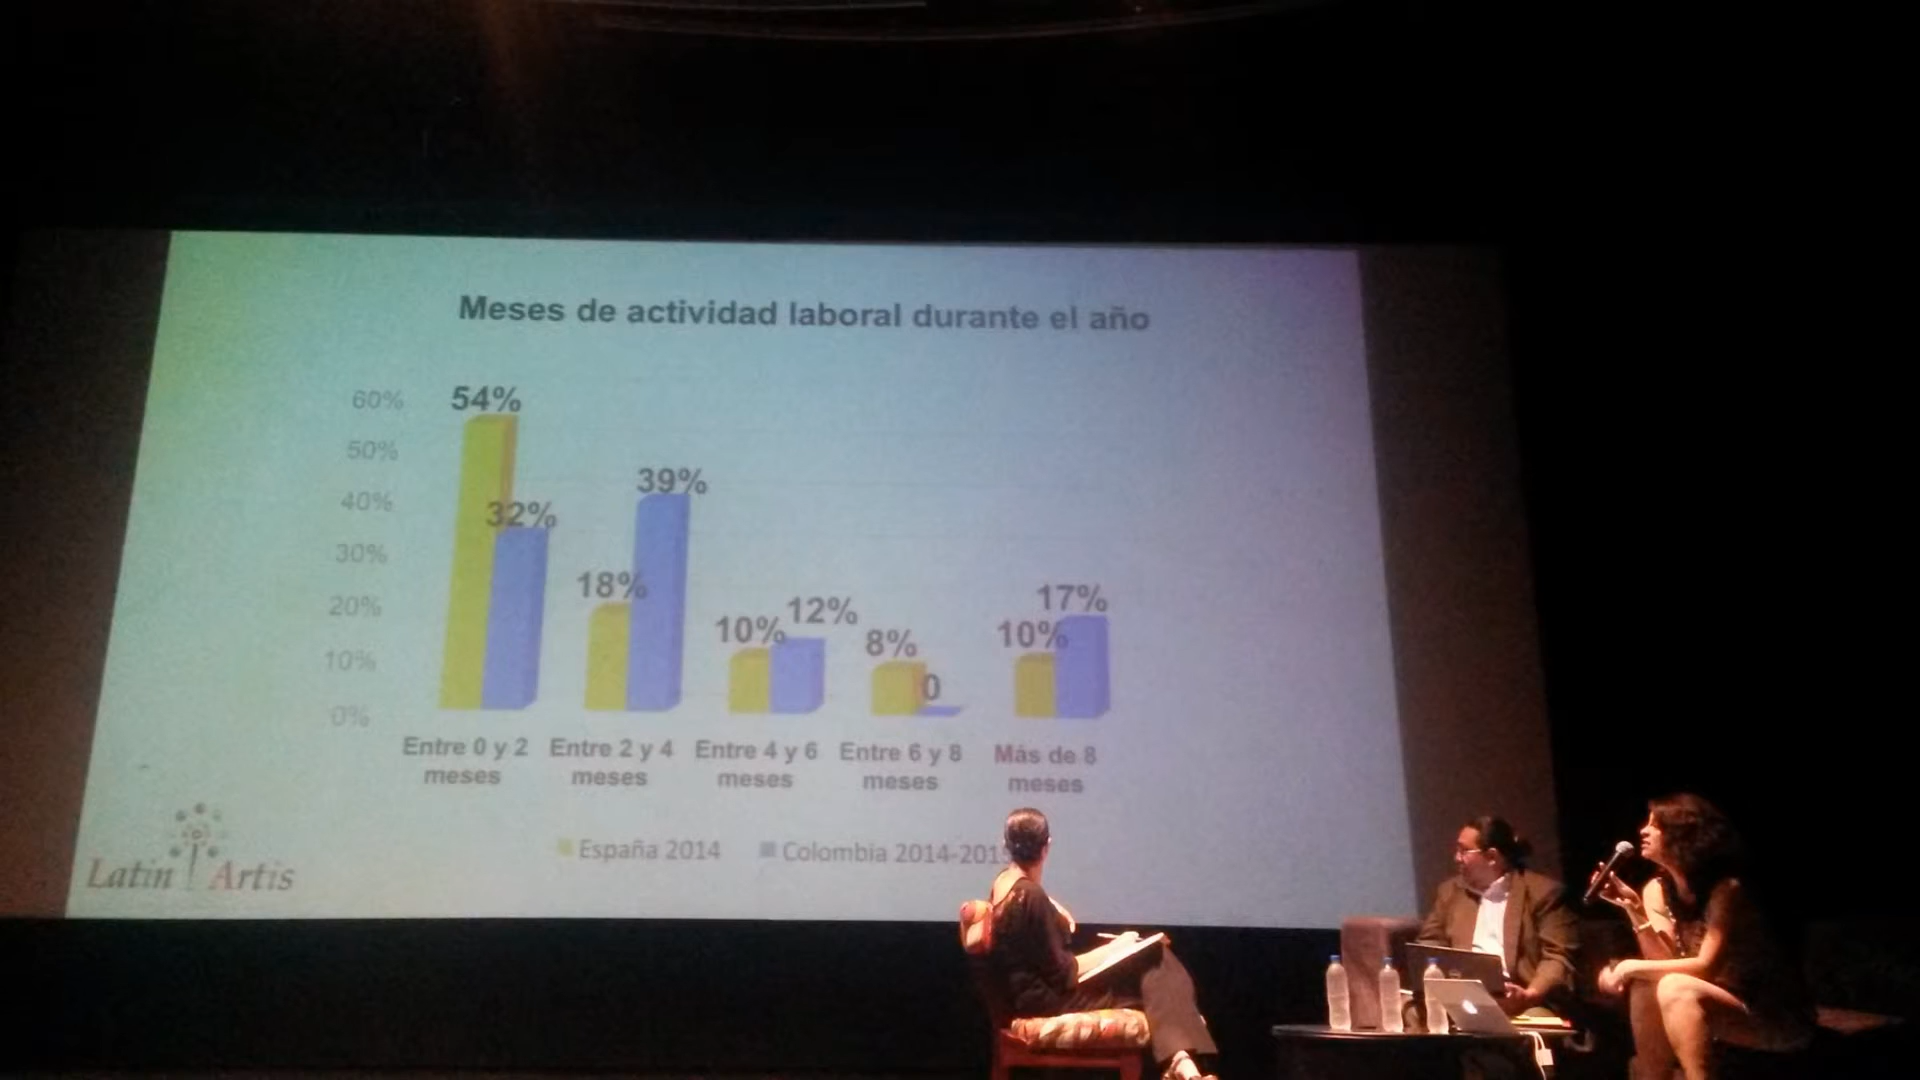 Meses de actividad laboral durante el año
60%
50%
40%
30%
20%
10%
0%
54%
32%
18%
39%
10%
12%
8%
0
10%
17%
Entre 0 y 2
meses
Entre 2 y 4
meses
Entre 4 y 6
meses
Entre 6 y 8
meses
Más de 8
meses
España 2014
Colombia 2014-201
Latin Artis